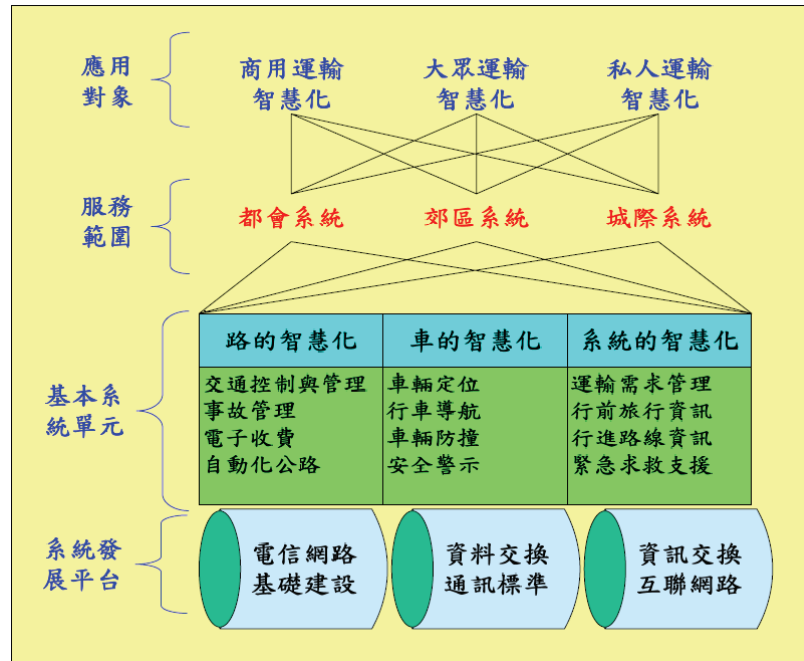 應用
對象
商用運輸
智慧化
大眾運輸
智慧化
私人運輸
智慧化
服務
範圍
都會系統
郊區系統
城際系統
基本系
統單元
路的智慧化
車的智慧化
系統的智慧化
交通控制與管理
事故管理
電子收費
自動化公路
車輛定位
行車導航
車輛防撞
安全警示
運輸需求管理
行前旅行資訊
行進路線資訊
緊急求救支援
系統發
展平台
電信網路
基礎建設
資料交換
通訊標準
資訊交換
互聯網路